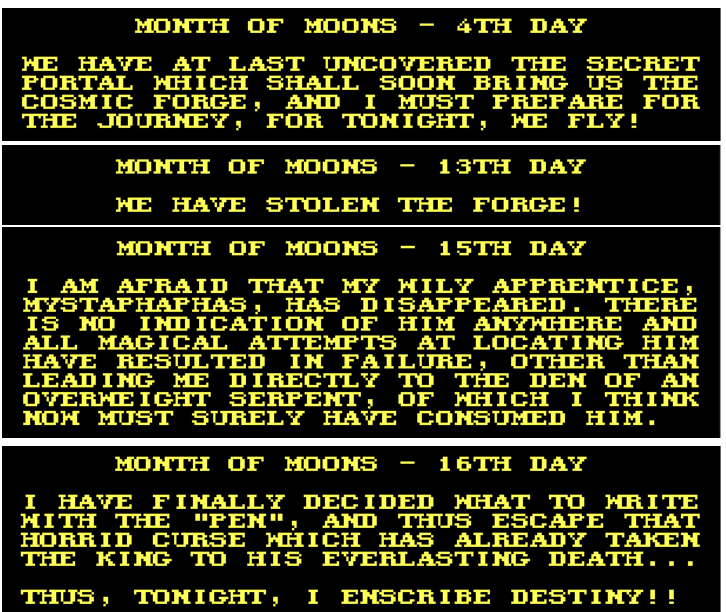 MONTH OF MOONS - 4TH DAY
WE HAVE AT LAST UNCOVERED THE SECRET
PORTAL WHICH SHALL SOON BRING US THE
COSMIC FORGE, AND I MUST PREPARE FOR
THE JOURNEY, FOR TONIGHT, WE FLY!
MONTH OF MOONS - 13TH DAY
WE HAVE STOLEN THE FORGE!
MONTH OF MOONS - 15TH DAY
I AM AFRAID THAT MY WILY APPRENTICE,
MYSTAPHAPHAS, HAS DISAPPEARED. THERE
IS NO INDICATION OF HIM ANYWHERE AND
ALL MAGICAL ATTEMPTS AT LOCATING HIM
HAVE RESULTED IN FAILURE, OTHER THAN
LEADING ME DIRECTLY TO THE DEN OF AN
OVERWEIGHT SERPENT, OF WHICH I THINK
NOW MUST SURELY HAVE CONSUMED HIM.
MONTH OF MOONS - 16TH DAY
I HAVE FINALLY DECIDED WHAT TO WRITE
WITH THE "PEN", AND THUS ESCAPE THAT
HORRID CURSE WHICH HAS ALREADY TAKEN
THE KING TO HIS EVERLASTING DEATH...
THUS, TONIGHT, I ENSCRIBE DESTINY!!